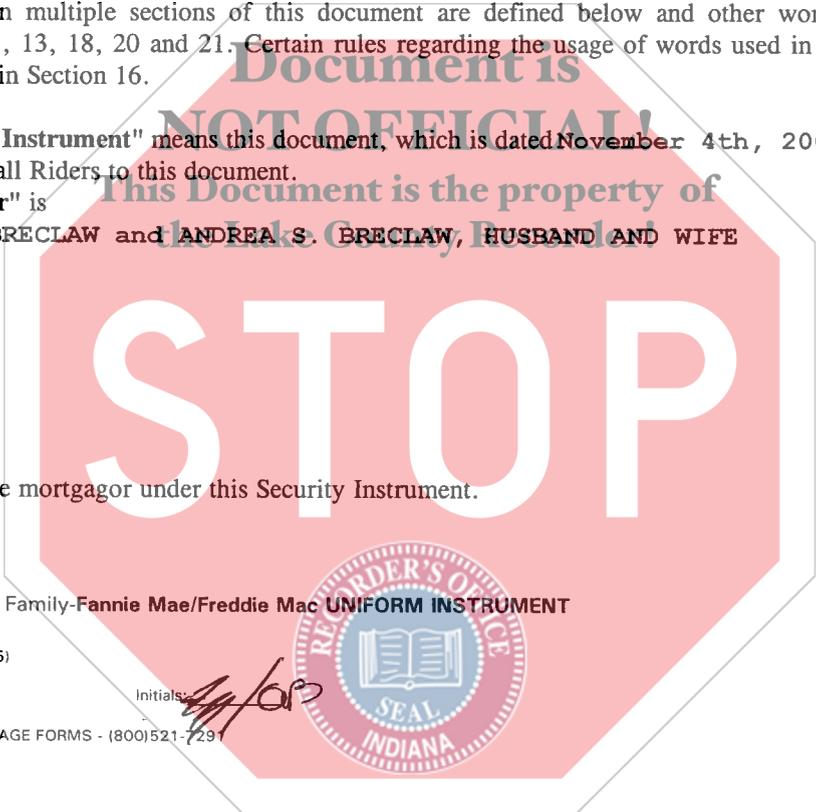 n multiple sections of this document are defined below and other wor
, 13, 18, 20 and 21. Certain rules regarding the usage of words used in
in Section 16.
Document is
NOT OFFICIAL!
Instrument" means this document, which is dated November 4th, 20
all Riders to this document.
This Document is the property of
r" is
the Lake County Recorder!
BRECLAW and ANDREA S. BRECLAW, HUSBAND AND WIFE
STOP
e mortgagor under this Security Instrument.
RECORDER'S OFFICE
SEAL
INDIANA
Family-Fannie Mae/Freddie Mac UNIFORM INSTRUMENT
5)
Initials:
AGE FORMS - (800)521-7291